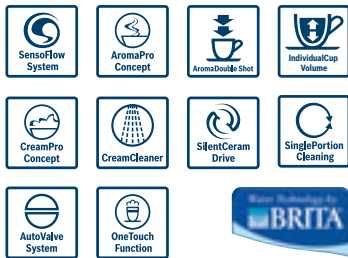 SensoFlow
System
AromaPro
Concept
AromaDouble Shot
IndividualCup
Volume
CreamPro
Concept
CreamCleaner
SilentCeram
Drive
SinglePortion
Cleaning
AutoValve
System
OneTouch
Function
Water Technology by
BRITA